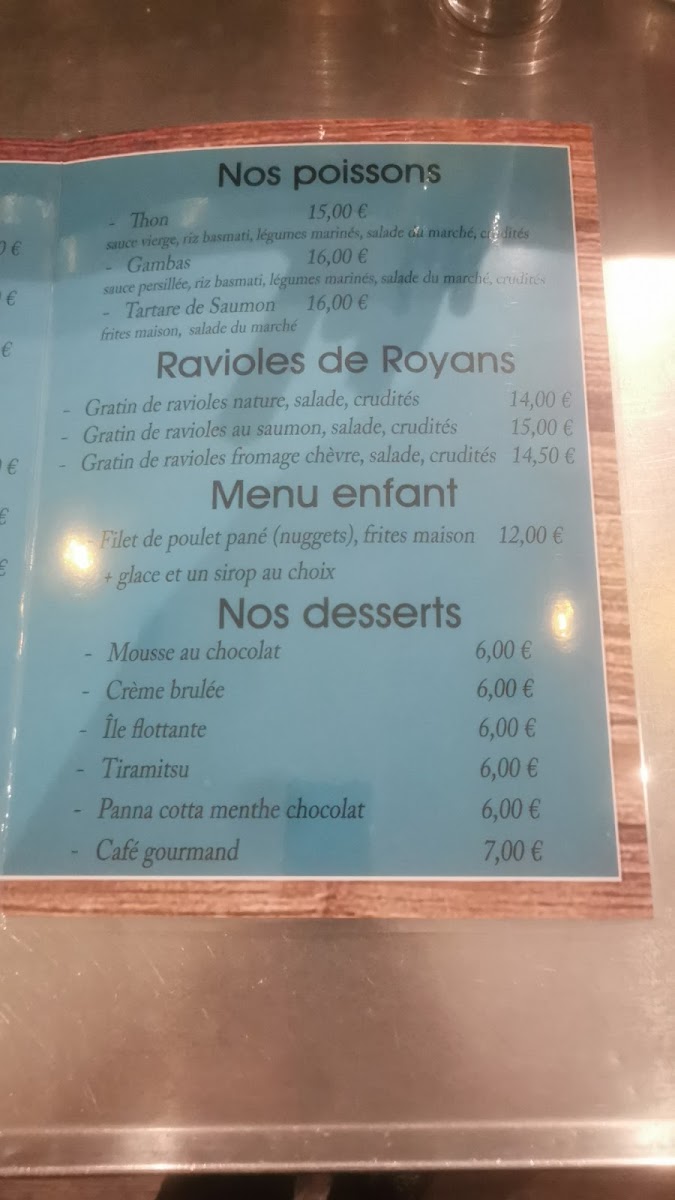 Nos poissons
- Thon 15,00 €
sauce vierge, riz basmati, légumes marinés, salade du marché, crudités
- Gambas 16,00 €
sauce persillée, riz basmati, légumes marinés, salade du marché, crudités
- Tartare de Saumon 16,00 €
frites maison, salade du marché
Ravioles de Royans
- Gratin de ravioles nature, salade, crudités 14,00 €
- Gratin de ravioles au saumon, salade, crudités 15,00 €
- Gratin de ravioles fromage chèvre, salade, crudités 14,50 €
Menu enfant
- Filet de poulet pané (nuggets), frites maison 12,00 €
+ glace et un sirop au choix
Nos desserts
- Mousse au chocolat 6,00 €
- Crème brulée 6,00 €
- Île flottante 6,00 €
- Tiramitsu 6,00 €
- Panna cotta menthe chocolat 6,00 €
- Café gourmand 7,00 €